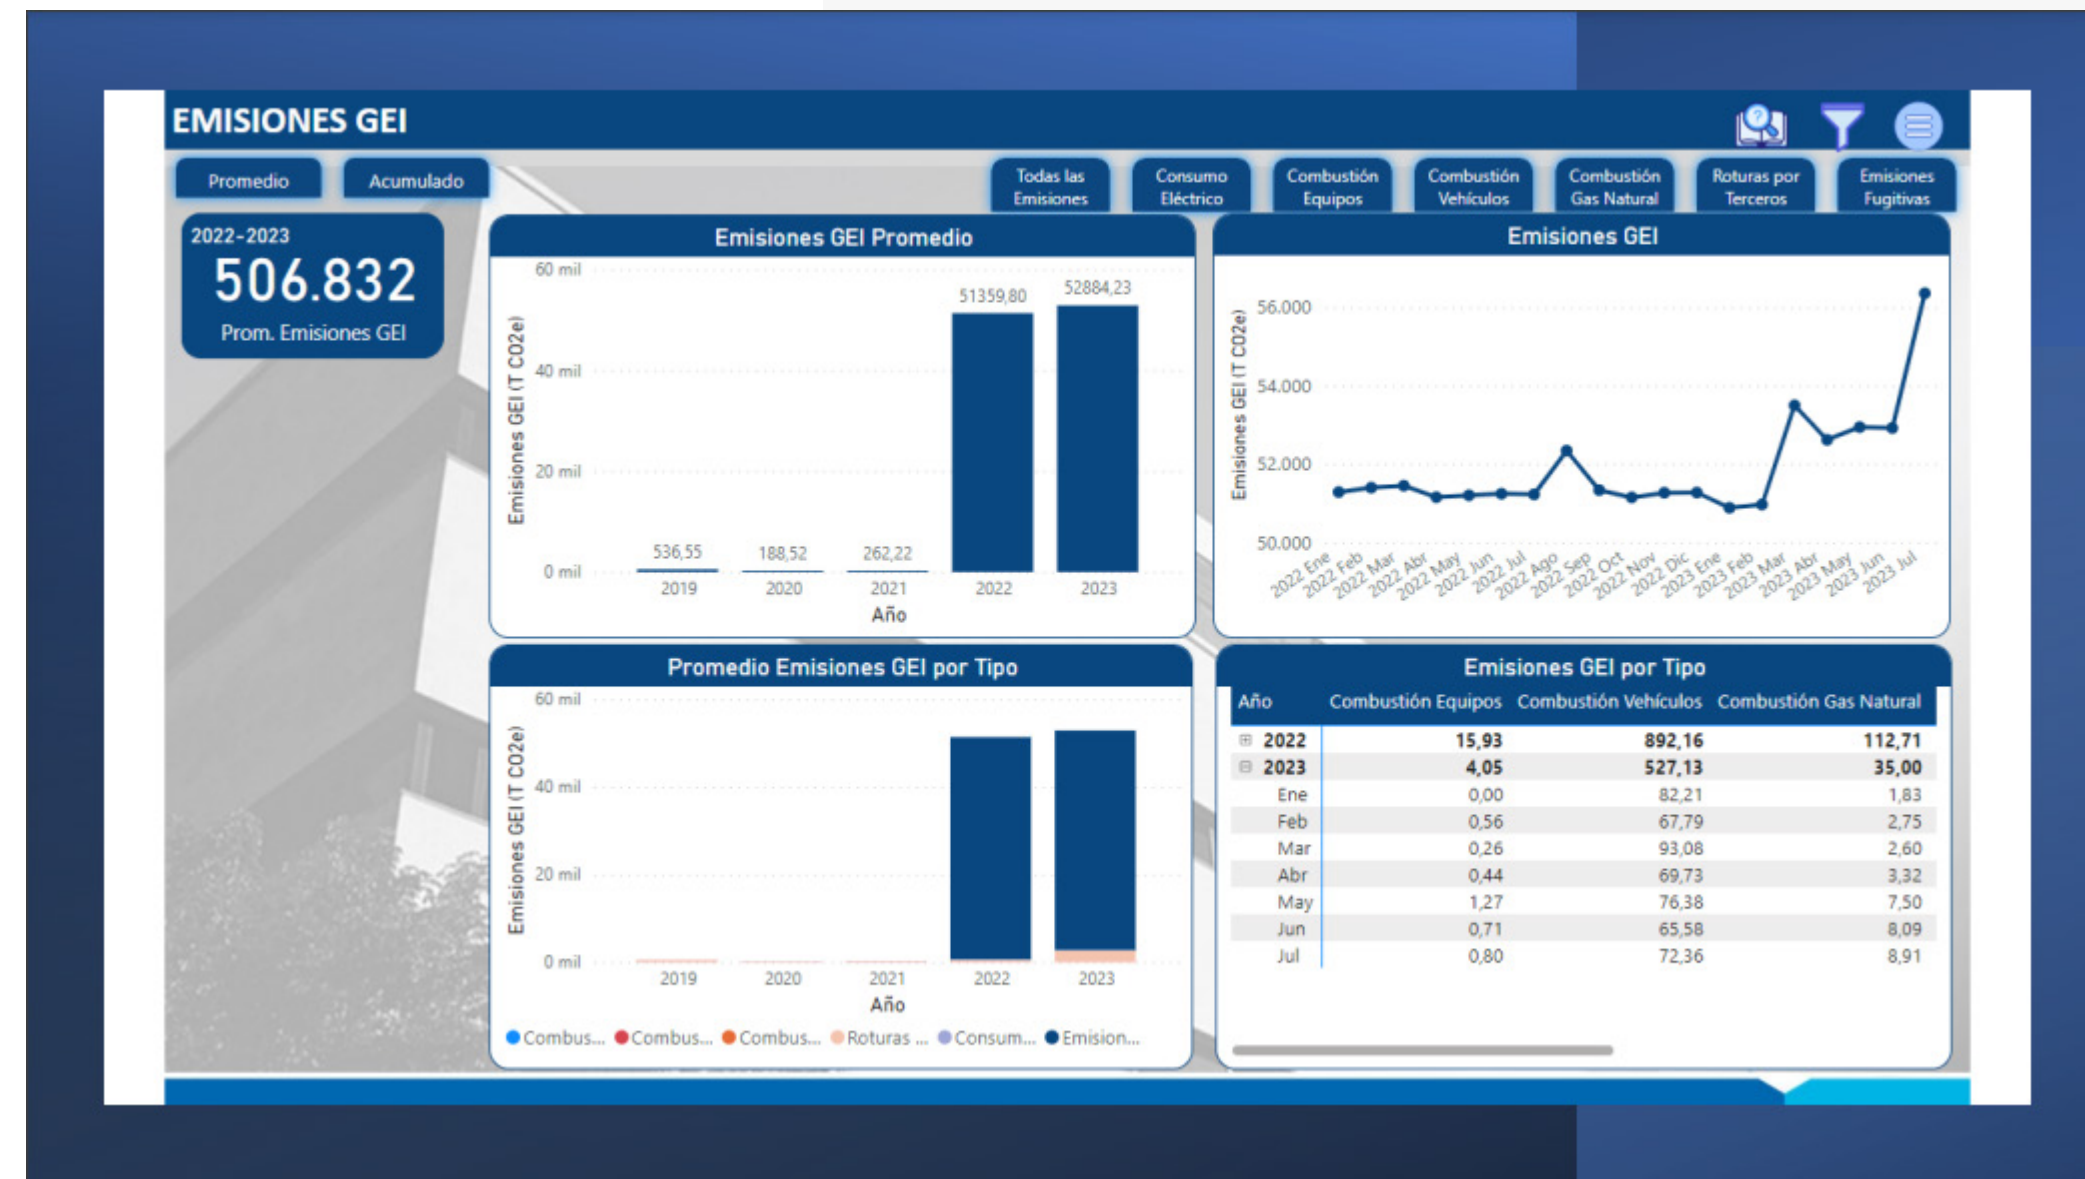 EMISIONES GEI
Promedio
Acumulado
Todas las
Emisiones
Consumo
Eléctrico
Combustión
Equipos
Combustión
Vehículos
Combustión
Gas Natural
Roturas por
Terceros
Emisiones
Fugitivas
2022-2023
506.832
Prom. Emisiones GEI
Emisiones GEI Promedio
Emisiones GEI (T CO2e)
60 mil
40 mil
20 mil
0 mil
536,55
188,52
262,22
51359,80
52884,23
2019
2020
2021
2022
2023
Año
Emisiones GEI
Emisiones GEI (T CO2e)
56.000
54.000
52.000
50.000
2022 Ene
2022 Feb
2022 Mar
2022 Abr
2022 May
2022 Jun
2022 Jul
2022 Ago
2022 Sep
2022 Oct
2022 Nov
2022 Dic
2023 Ene
2023 Feb
2023 Mar
2023 Abr
2023 May
2023 Jun
2023 Jul
Promedio Emisiones GEI por Tipo
Emisiones GEI (T CO2e)
60 mil
40 mil
20 mil
0 mil
2019
2020
2021
2022
2023
Año
Combus...
Combus...
Combus...
Roturas ...
Consum...
Emision...
Emisiones GEI por Tipo
Año Combustión Equipos Combustión Vehículos Combustión Gas Natural
2022 15,93 892,16 112,71
2023 4,05 527,13 35,00
Ene 0,00 82,21 1,83
Feb 0,56 67,79 2,75
Mar 0,26 93,08 2,60
Abr 0,44 69,73 3,32
May 1,27 76,38 7,50
Jun 0,71 65,58 8,09
Jul 0,80 72,36 8,91